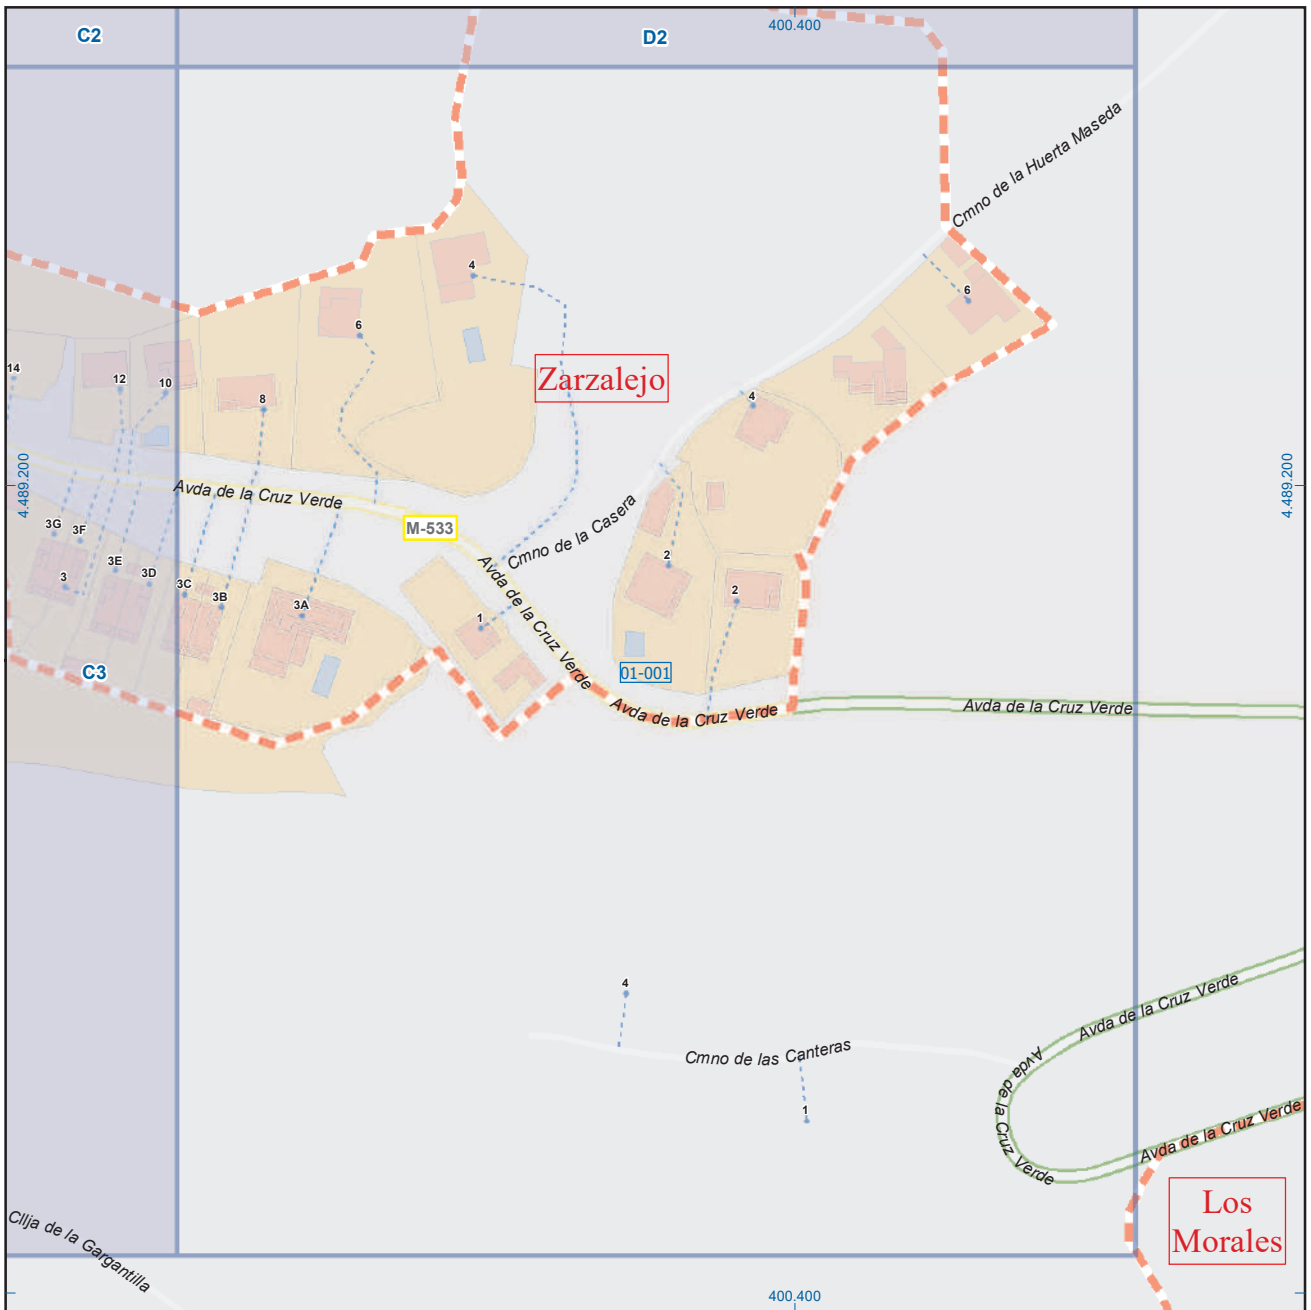 C2
D2
400.400
Cmno de la Huerta Maseda
4
6
6
Zarzalejo
14
12
10
8
4
4.489.200
Avda de la Cruz Verde
M-533
Cmno de la Casera
4.489.200
3G
3F
3
3E
3D
3C
3B
3A
1
Avda de la Cruz Verde
2
2
01-001
C3
Avda de la Cruz Verde
Avda de la Cruz Verde
4
Cmno de las Canteras
1
Avda de la Cruz Verde
Avda de la Cruz Verde
Avda de la Cruz Verde
Los
Morales
Cllja de la Gargantilla
400.400